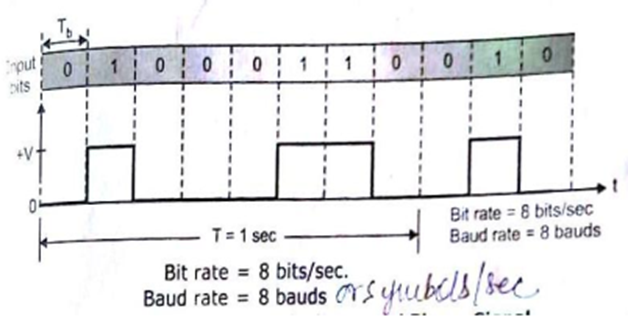 Tb
Input 0 1 0 0 0 1 1 0 0 1 0
bits
+V
0
t
T = 1 sec
Bit rate = 8 bits/sec
Baud rate = 8 bauds
Bit rate = 8 bits/sec.
Baud rate = 8 bauds or symbols/sec